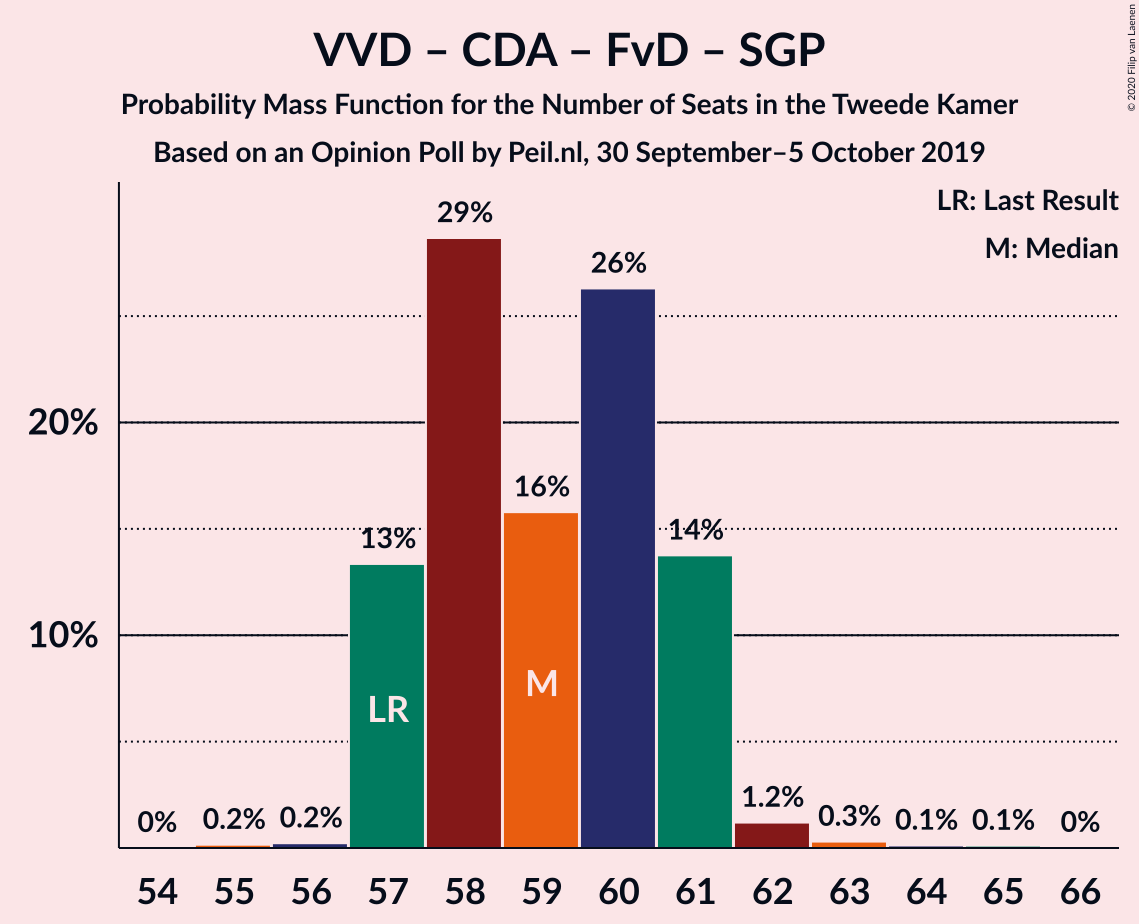 VVD – CDA – FvD – SGP
Probability Mass Function for the Number of Seats in the Tweede Kamer
Based on an Opinion Poll by Peil.nl, 30 September–5 October 2019
© 2020 Filip van Laenen
LR: Last Result
M: Median
29%
26%
20%
16%
14%
13%
10%
M
LR
1.2%
0% 0.2% 0.2% 0.3% 0.1% 0.1% 0%
54 55 56 57 58 59 60 61 62 63 64 65 66